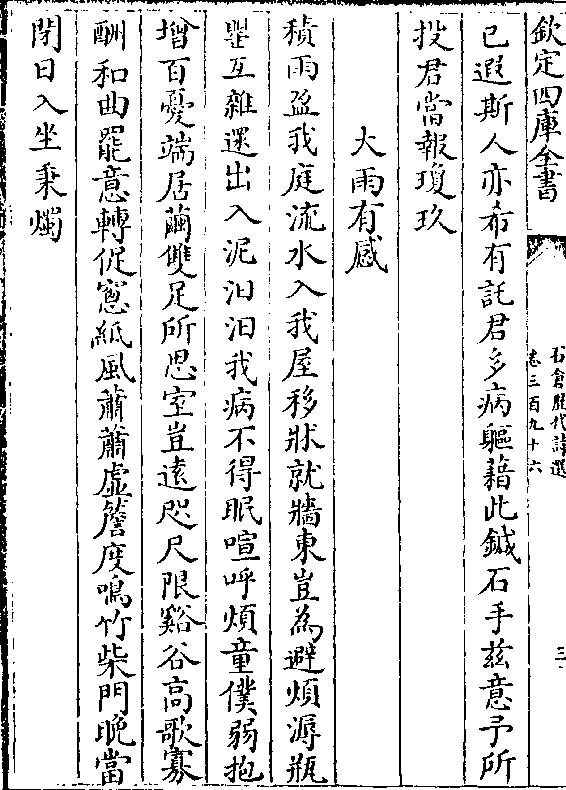 欽定四庫全書
石倉歷代詩選
卷三百九十六
三
已遐斯人亦希有託君多病軀藉此鍼石手兹意予所
投君當報瓊玖
大雨有感
積雨盈我庭流水入我屋移牀就牆東豈為避煩溽瓶
罌互雜遝出入泥汩汩我病不得眠喧呼煩童僕弱抱
增百憂端居繭雙足所思室豈遠咫尺限谿谷高歌寡
酬和曲罷意轉促窓紙風蕭蕭虛簷度鳴竹柴門晚當
閉日入坐秉燭